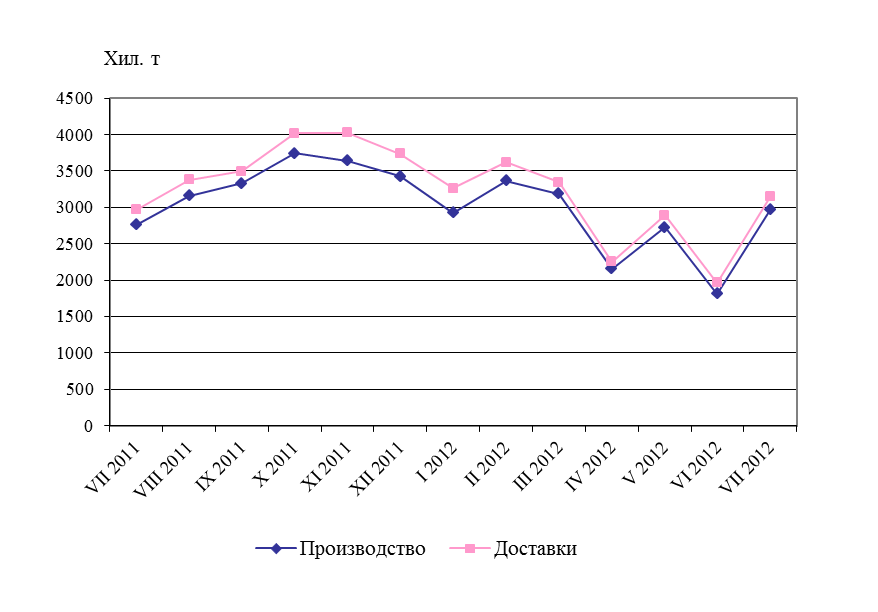 Хил. т
4500
4000
3500
3000
2500
2000
1500
1000
500
0
VII 2011
VIII 2011
IX 2011
X 2011
XI 2011
XII 2011
I 2012
II 2012
III 2012
IV 2012
V 2012
VI 2012
VII 2012
Производство
Доставки